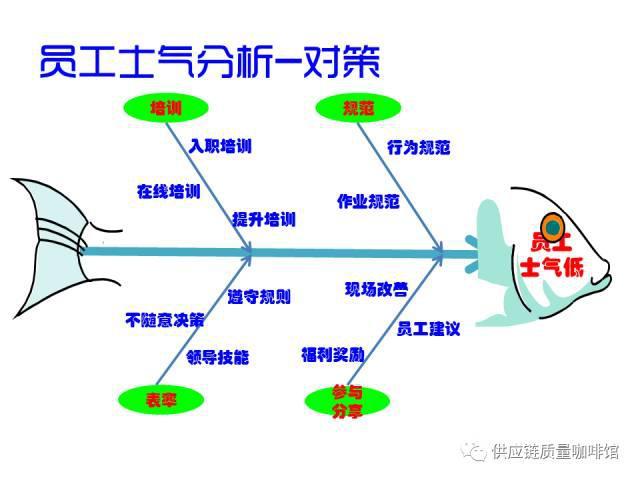 员工士气分析-对策
培训
规范
入职培训
行为规范
在线培训
作业规范
提升培训
员工
士气低
遵守规则
现场改善
不随意决策
员工建议
领导技能
福利奖励
表率
参与
分享
供应链质量咖啡馆